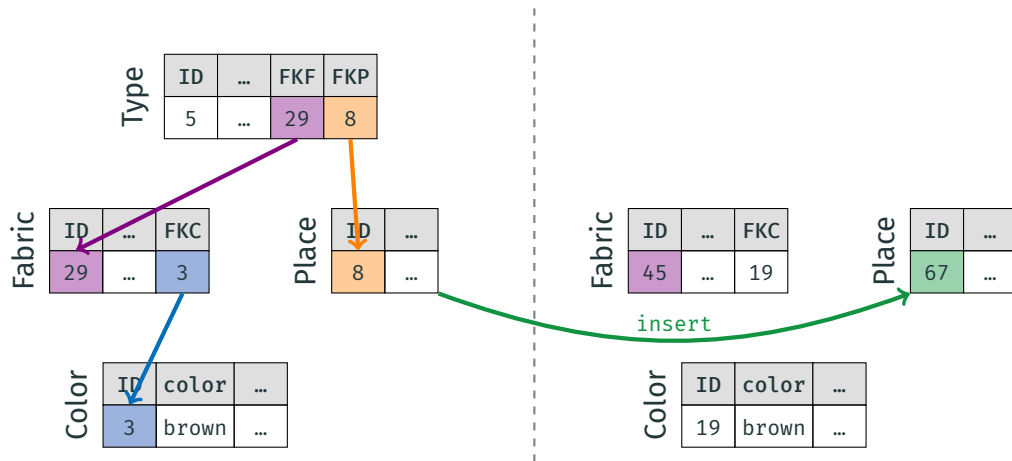 Type
ID … FKF FKP
5 … 29 8
Fabric
ID … FKC
29 … 3
Place
ID …
8 …
Fabric
ID … FKC
45 … 19
Place
ID …
67 …
insert
Color
ID color …
3 brown …
Color
ID color …
19 brown …